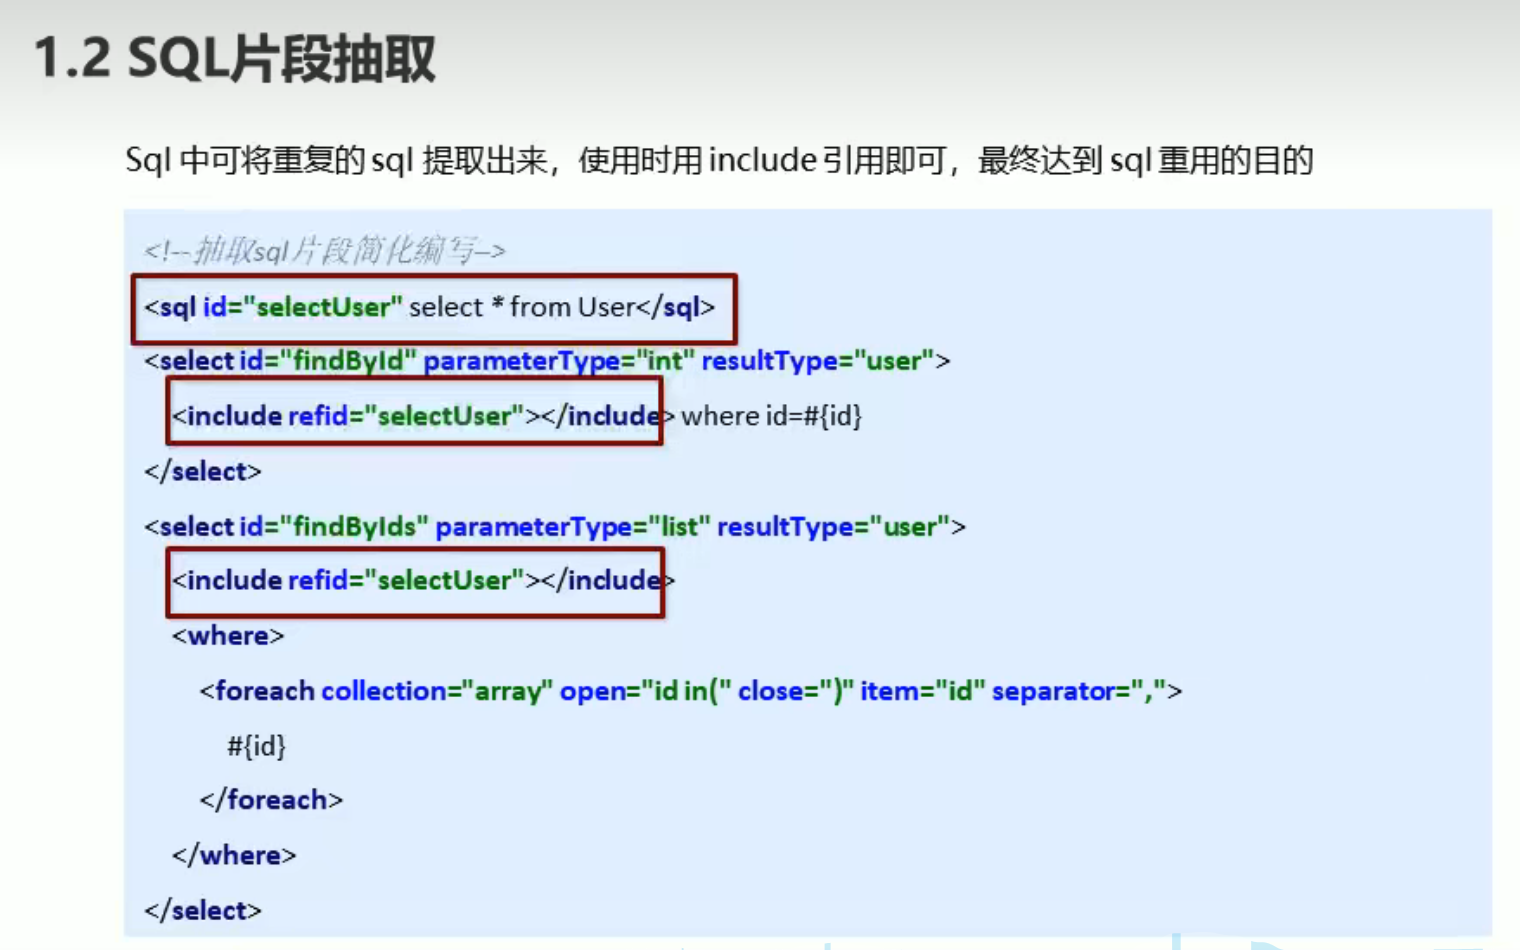 1.2 SQL片段抽取
Sql 中可将重复的 sql 提取出来，使用时用 include 引用即可，最终达到 sql 重用的目的
<!--抽取sql片段简化编写-->
<sql id="selectUser" select * from User</sql>
<select id="findById" parameterType="int" resultType="user">
<include refid="selectUser"></include> where id=#{id}
</select>
<select id="findByIds" parameterType="list" resultType="user">
<include refid="selectUser"></include>
<where>
<foreach collection="array" open="id in(" close=")" item="id" separator=",">
#{id}
</foreach>
</where>
</select>